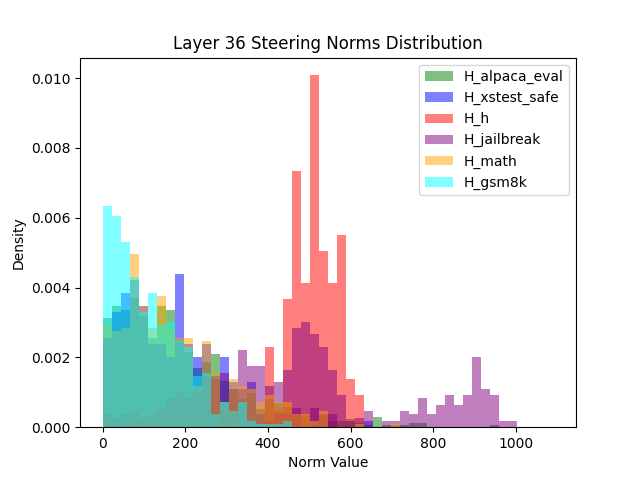 Layer 36 Steering Norms Distribution
Density
0.010
0.008
0.006
0.004
0.002
0.000
H_alpaca_eval
H_xstest_safe
H_h
H_jailbreak
H_math
H_gsm8k
0 200 400 600 800 1000
Norm Value